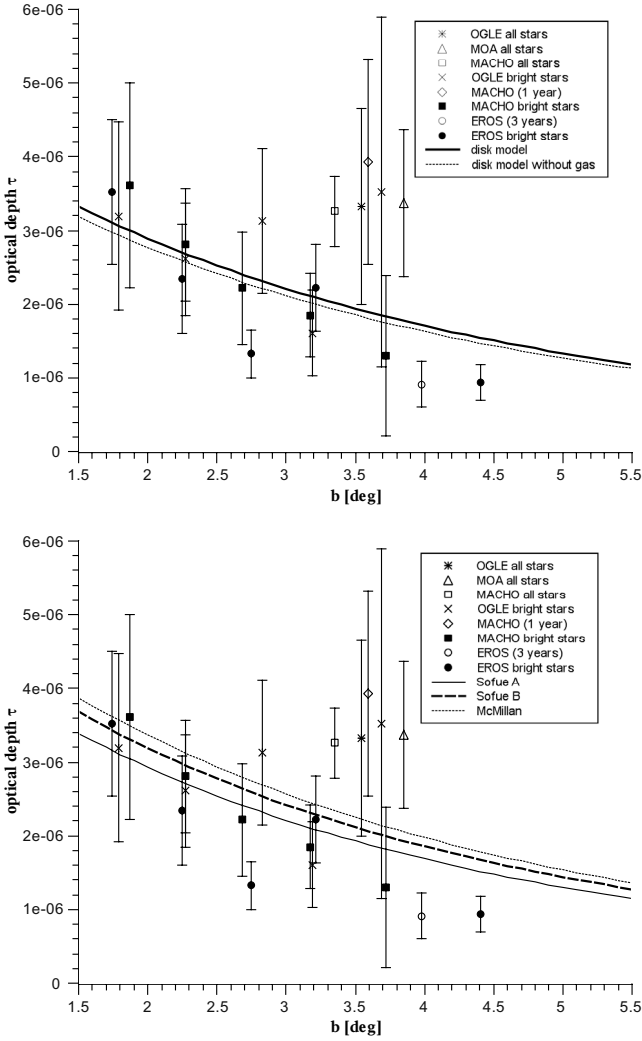 6e-06
5e-06
4e-06
3e-06
2e-06
1e-06
0
optical depth τ
1.5 2 2.5 3 3.5 4 4.5 5 5.5
b [deg]
OGLE all stars
MOA all stars
MACHO all stars
OGLE bright stars
MACHO (1 year)
MACHO bright stars
EROS (3 years)
EROS bright stars
disk model
disk model without gas
6e-06
5e-06
4e-06
3e-06
2e-06
1e-06
0
optical depth τ
1.5 2 2.5 3 3.5 4 4.5 5 5.5
b [deg]
OGLE all stars
MOA all stars
MACHO all stars
OGLE bright stars
MACHO (1 year)
MACHO bright stars
EROS (3 years)
EROS bright stars
Sofue A
Sofue B
McMillan